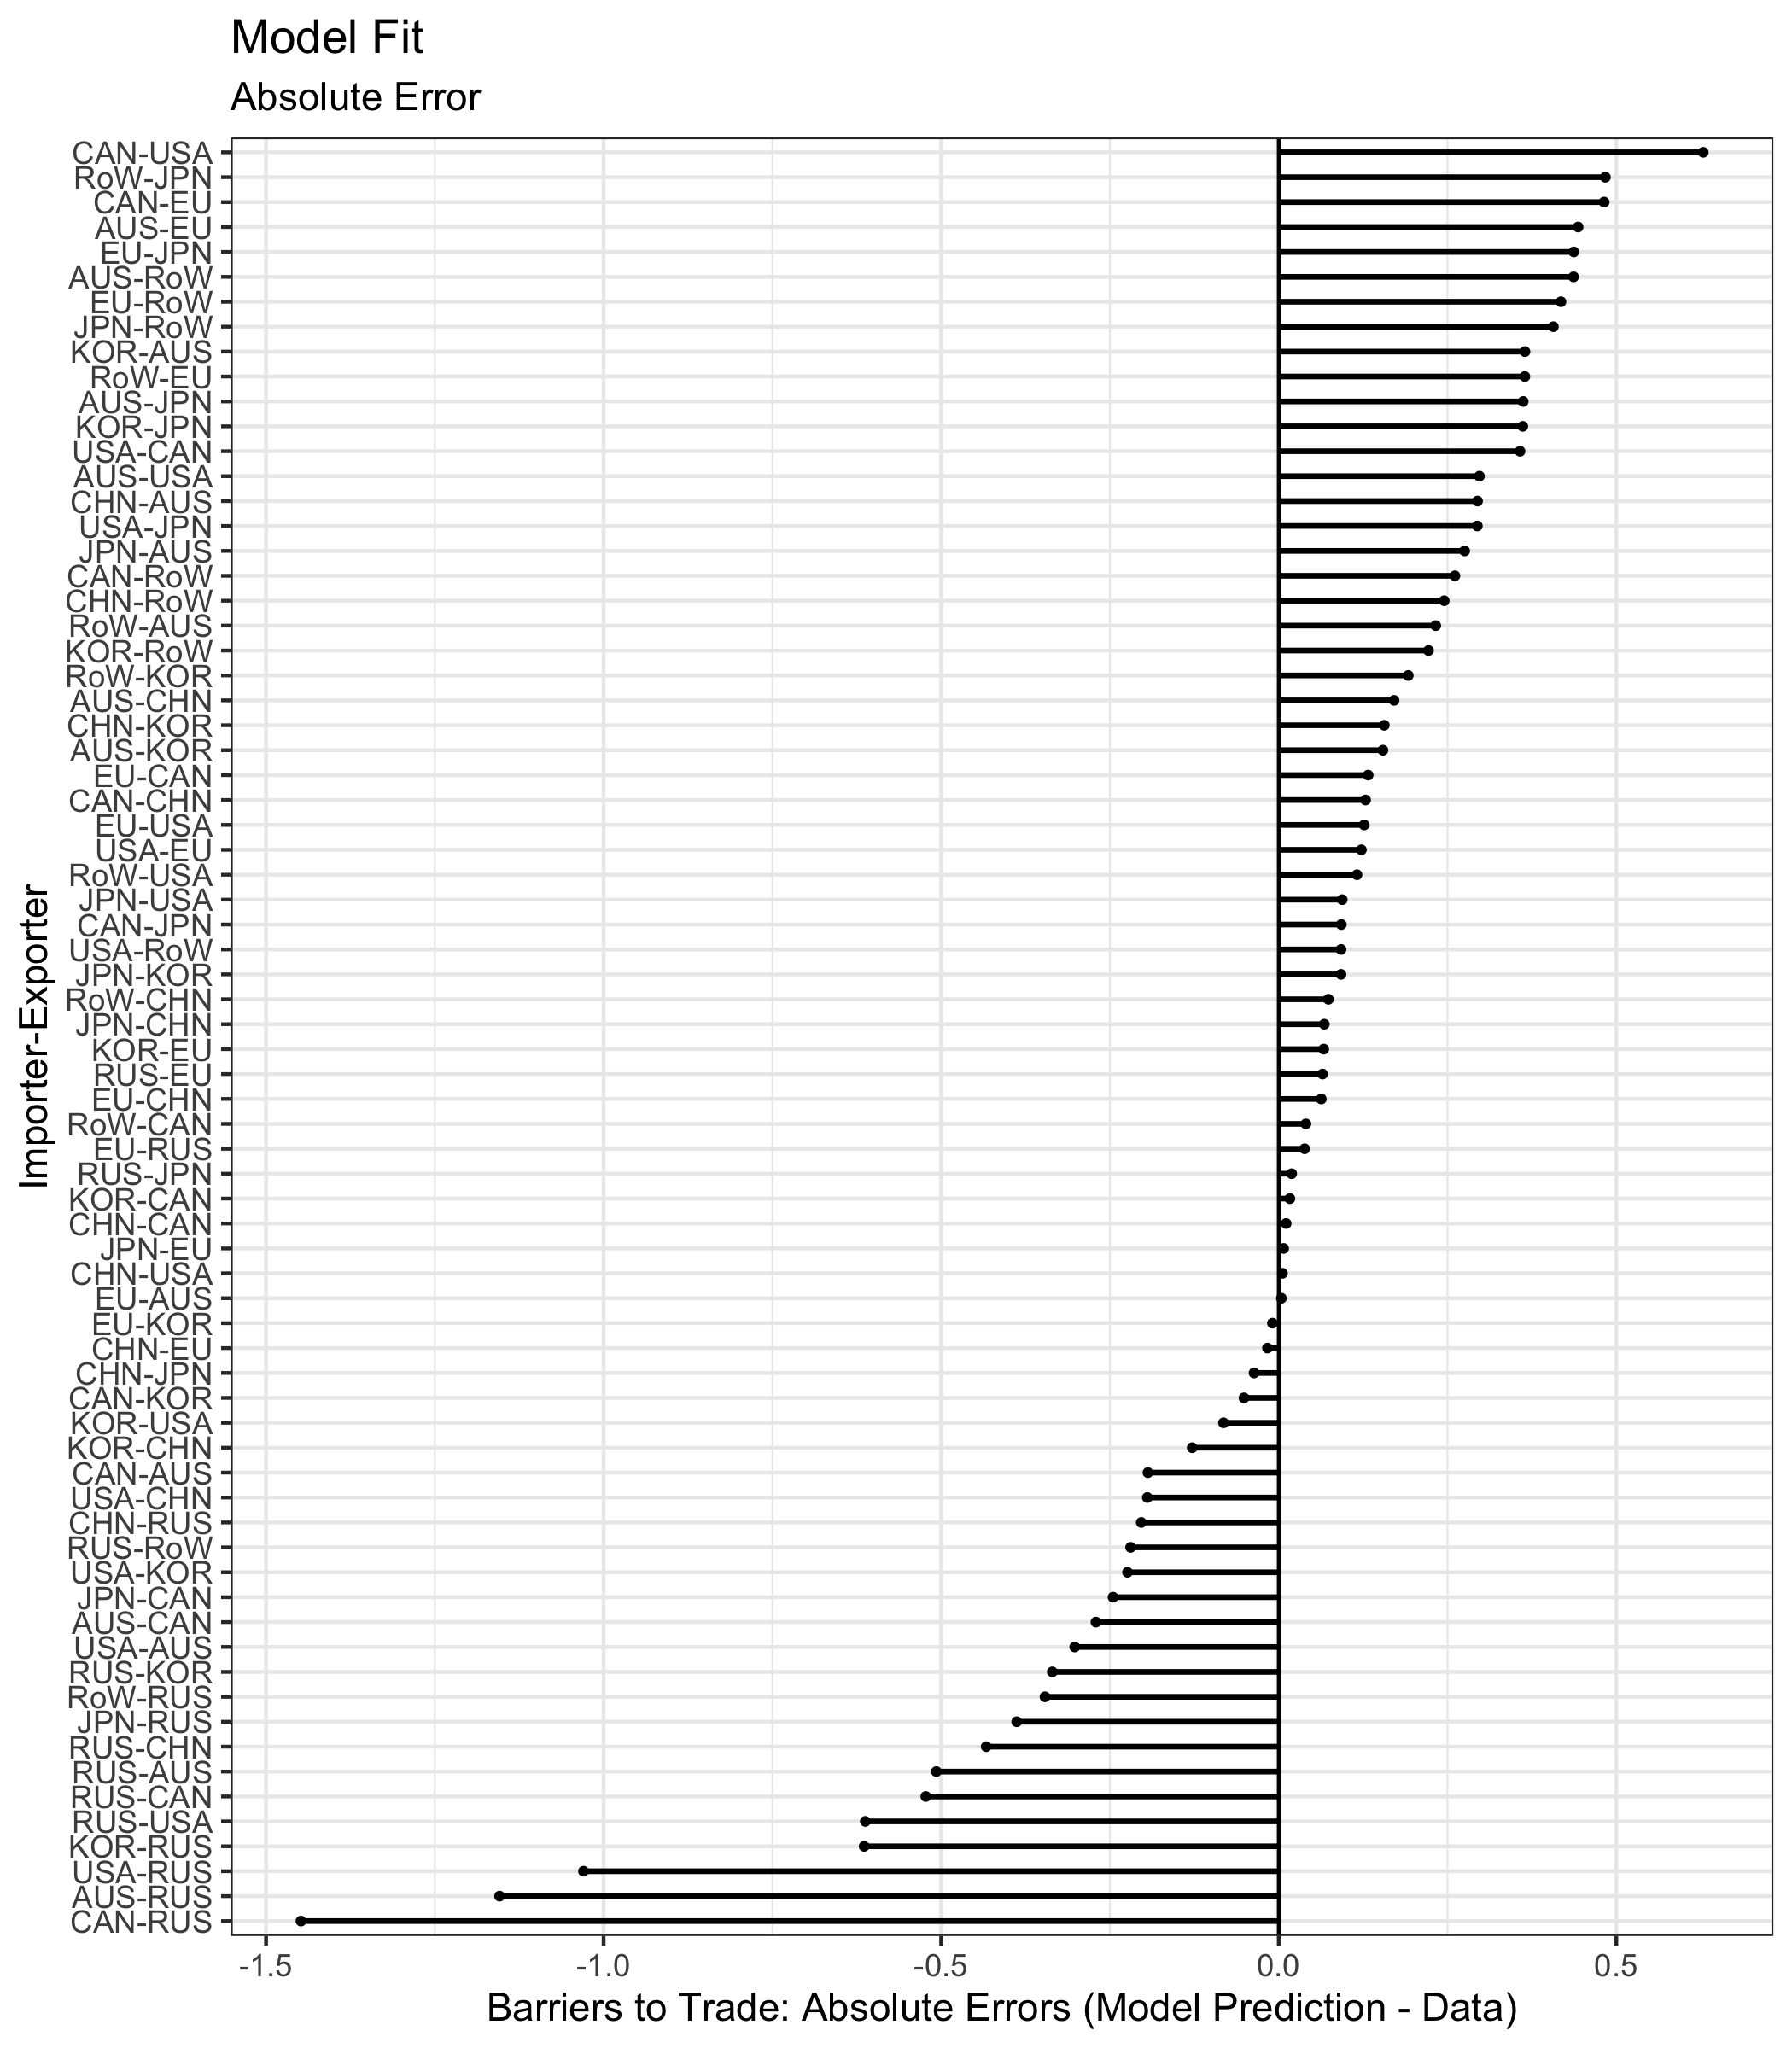 Model Fit
Absolute Error
CAN-USA
RoW-JPN
CAN-EU
AUS-EU
EU-JPN
AUS-RoW
EU-RoW
JPN-RoW
KOR-AUS
RoW-EU
AUS-JPN
KOR-JPN
USA-CAN
AUS-USA
CHN-AUS
USA-JPN
JPN-AUS
CAN-RoW
CHN-RoW
RoW-AUS
KOR-RoW
RoW-KOR
AUS-CHN
CHN-KOR
AUS-KOR
EU-CAN
CAN-CHN
EU-USA
USA-EU
RoW-USA
JPN-USA
CAN-JPN
USA-RoW
JPN-KOR
RoW-CHN
JPN-CHN
KOR-EU
RUS-EU
EU-CHN
RoW-CAN
EU-RUS
RUS-JPN
KOR-CAN
CHN-CAN
JPN-EU
CHN-USA
EU-AUS
EU-KOR
CHN-EU
CHN-JPN
CAN-KOR
KOR-USA
KOR-CHN
CAN-AUS
USA-CHN
CHN-RUS
RUS-RoW
USA-KOR
JPN-CAN
AUS-CAN
USA-AUS
RUS-KOR
RoW-RUS
JPN-RUS
RUS-CHN
RUS-AUS
RUS-CAN
RUS-USA
KOR-RUS
USA-RUS
AUS-RUS
CAN-RUS
Importer-Exporter
-1.5 -1.0 -0.5 0.0 0.5
Barriers to Trade: Absolute Errors (Model Prediction - Data)